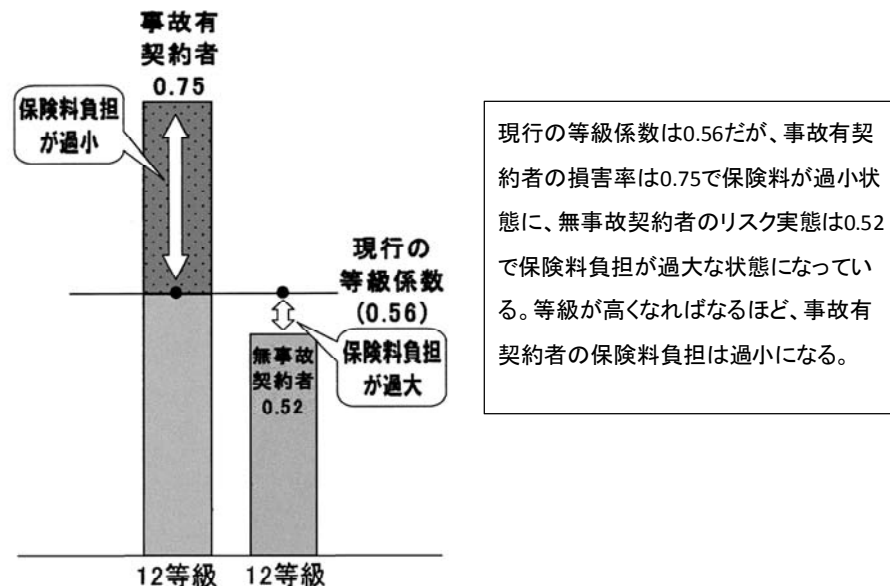 事故有
契約者
0.75
保険料負担
が過小
現行の
等級係数
(0.56)
無事故
契約者
0.52
保険料負担
が過大
12等級
12等級
現行の等級係数は0.56だが、事故有契
約者の損害率は0.75で保険料が過小状
態に、無事故契約者のリスク実態は0.52
で保険料負担が過大な状態になってい
る。等級が高くなればなるほど、事故有
契約者の保険料負担は過小になる。